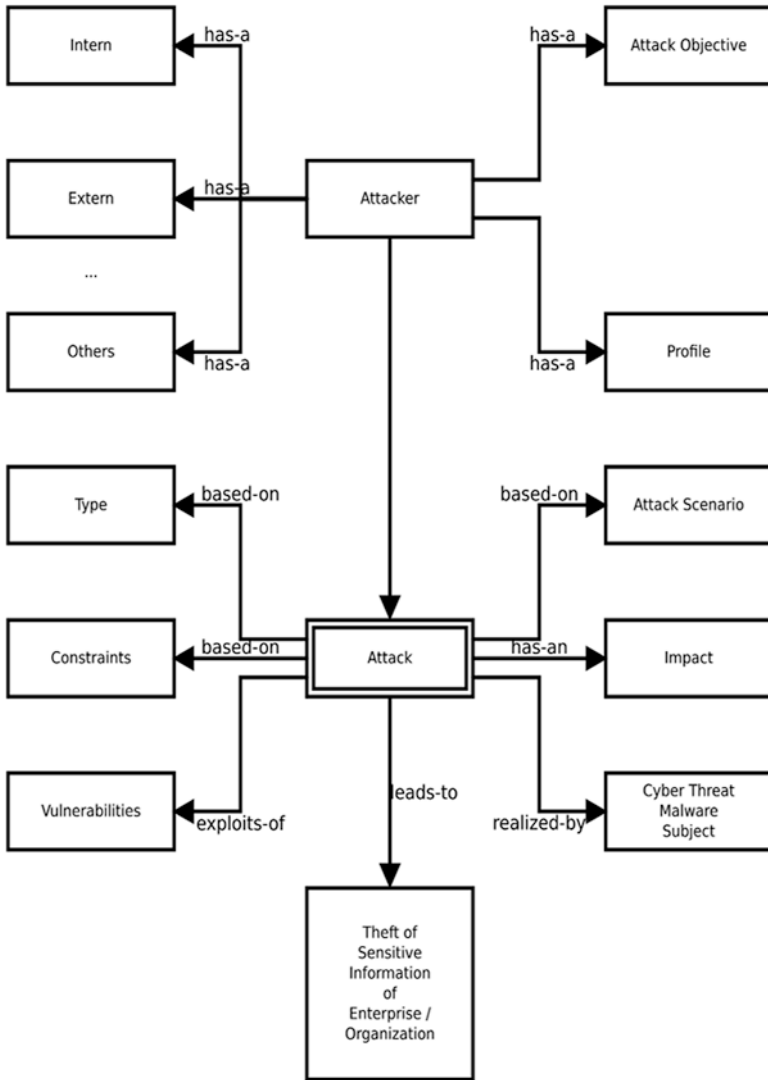 has-a
has-a
Intern
Attack Objective
has-a
Extern
Attacker
...
Others
Profile
has-a
has-a
based-on
based-on
Type
Attack Scenario
based-on
has-an
Constraints
Attack
Impact
leads-to
Vulnerabilities
Cyber Threat
Malware
Subject
exploits-of
realized-by
Theft of
Sensitive
Information
of
Enterprise /
Organization